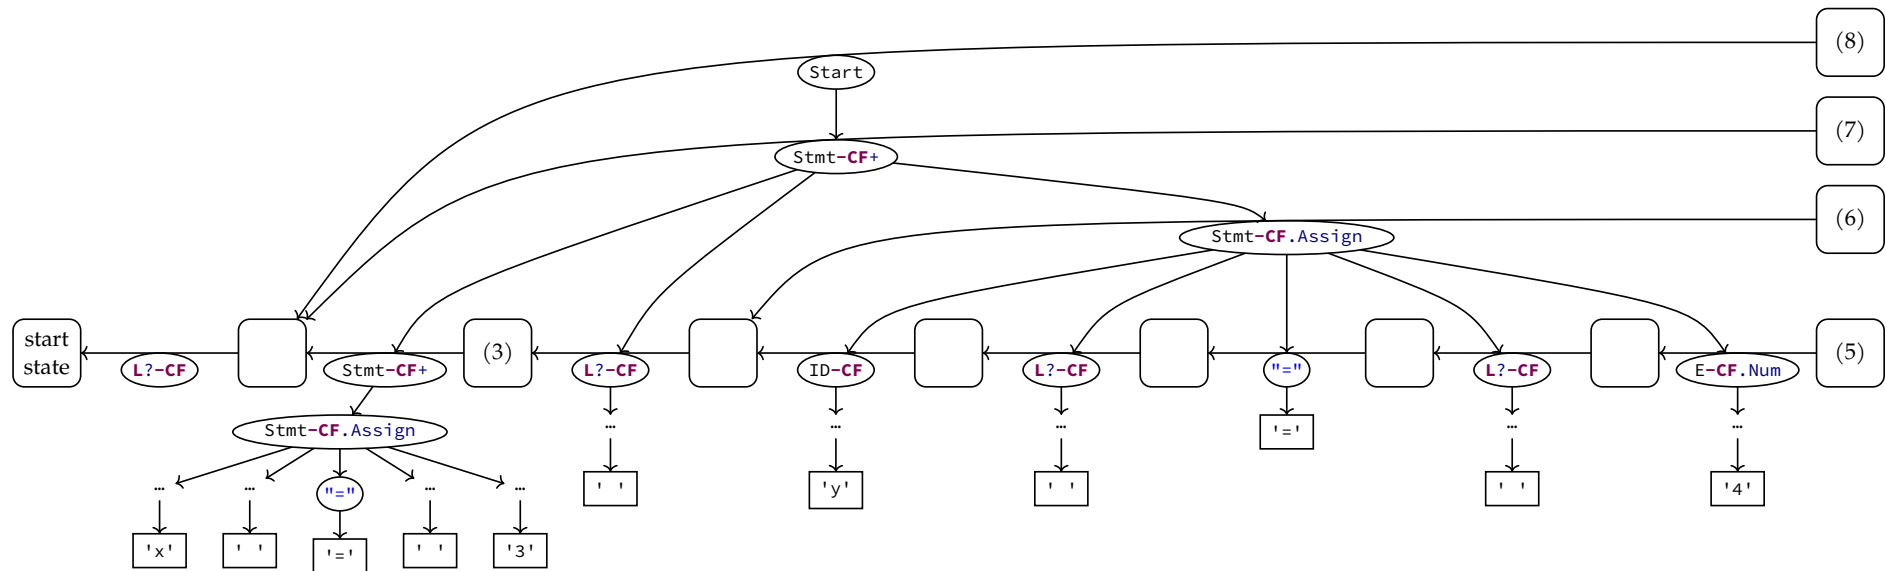 (8)
Start
(7)
Stmt-CF+
(6)
Stmt-CF.Assign
start
state
L?-CF
Stmt-CF+
(3)
L?-CF
ID-CF
L?-CF
"="
L?-CF
E-CF.Num
(5)
Stmt-CF.Assign
…
…
…
'='
…
…
…
…
"="
…
…
' '
'y'
' '
' '
'4'
'x'
' '
'='
' '
'3'